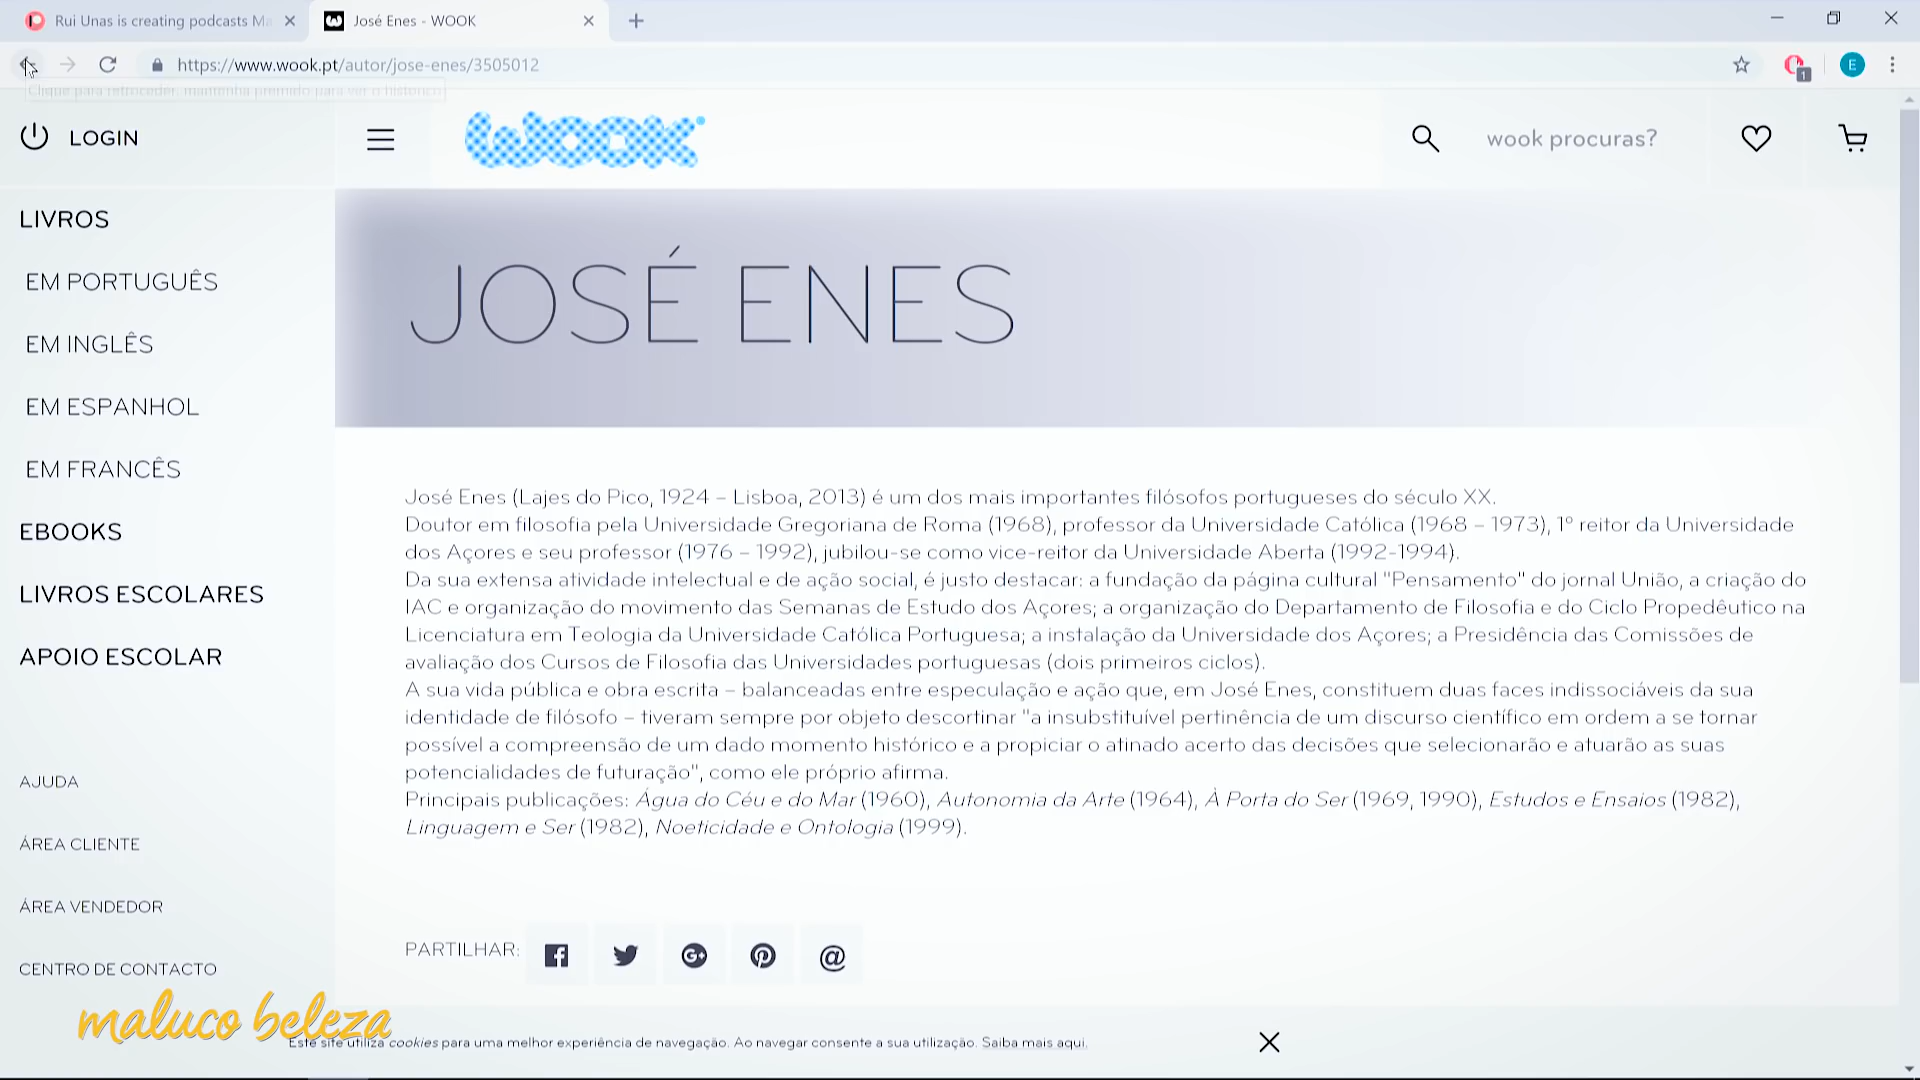 Rui Unas is creating podcasts Ma
José Enes - WOOK
https://www.wook.pt/autor/jose-enes/3505012
Clique para retroceder, mantenha premido para ver o histórico
1
E
LOGIN
wook
wook procuras?
LIVROS
EM PORTUGUÊS
EM INGLÊS
EM ESPANHOL
EM FRANCÊS
EBOOKS
LIVROS ESCOLARES
APOIO ESCOLAR
AJUDA
ÁREA CLIENTE
ÁREA VENDEDOR
CENTRO DE CONTACTO
JOSÉ ENES
José Enes (Lajes do Pico, 1924 – Lisboa, 2013) é um dos mais importantes filósofos portugueses do século XX.
Doutor em filosofia pela Universidade Gregoriana de Roma (1968), professor da Universidade Católica (1968 – 1973), 1º reitor da Universidade
dos Açores e seu professor (1976 – 1992), jubilou-se como vice-reitor da Universidade Aberta (1992-1994).
Da sua extensa atividade intelectual e de ação social, é justo destacar: a fundação da página cultural "Pensamento" do jornal União, a criação do
IAC e organização do movimento das Semanas de Estudo dos Açores; a organização do Departamento de Filosofia e do Ciclo Propedêutico na
Licenciatura em Teologia da Universidade Católica Portuguesa; a instalação da Universidade dos Açores; a Presidência das Comissões de
avaliação dos Cursos de Filosofia das Universidades portuguesas (dois primeiros ciclos).
A sua vida pública e obra escrita – balanceadas entre especulação e ação que, em José Enes, constituem duas faces indissociáveis da sua
identidade de filósofo – tiveram sempre por objeto descortinar "a insubstituível pertinência de um discurso científico em ordem a se tornar
possível a compreensão de um dado momento histórico e a propiciar o atinado acerto das decisões que selecionarão e atuarão as suas
potencialidades de futuração", como ele próprio afirma.
Principais publicações: Água do Céu e do Mar (1960), Autonomia da Arte (1964), À Porta do Ser (1969, 1990), Estudos e Ensaios (1982),
Linguagem e Ser (1982), Noeticidade e Ontologia (1999).
PARTILHAR:
maluco beleza
Este site utiliza cookies para uma melhor experiência de navegação. Ao navegar consente a sua utilização. Saiba mais aqui.